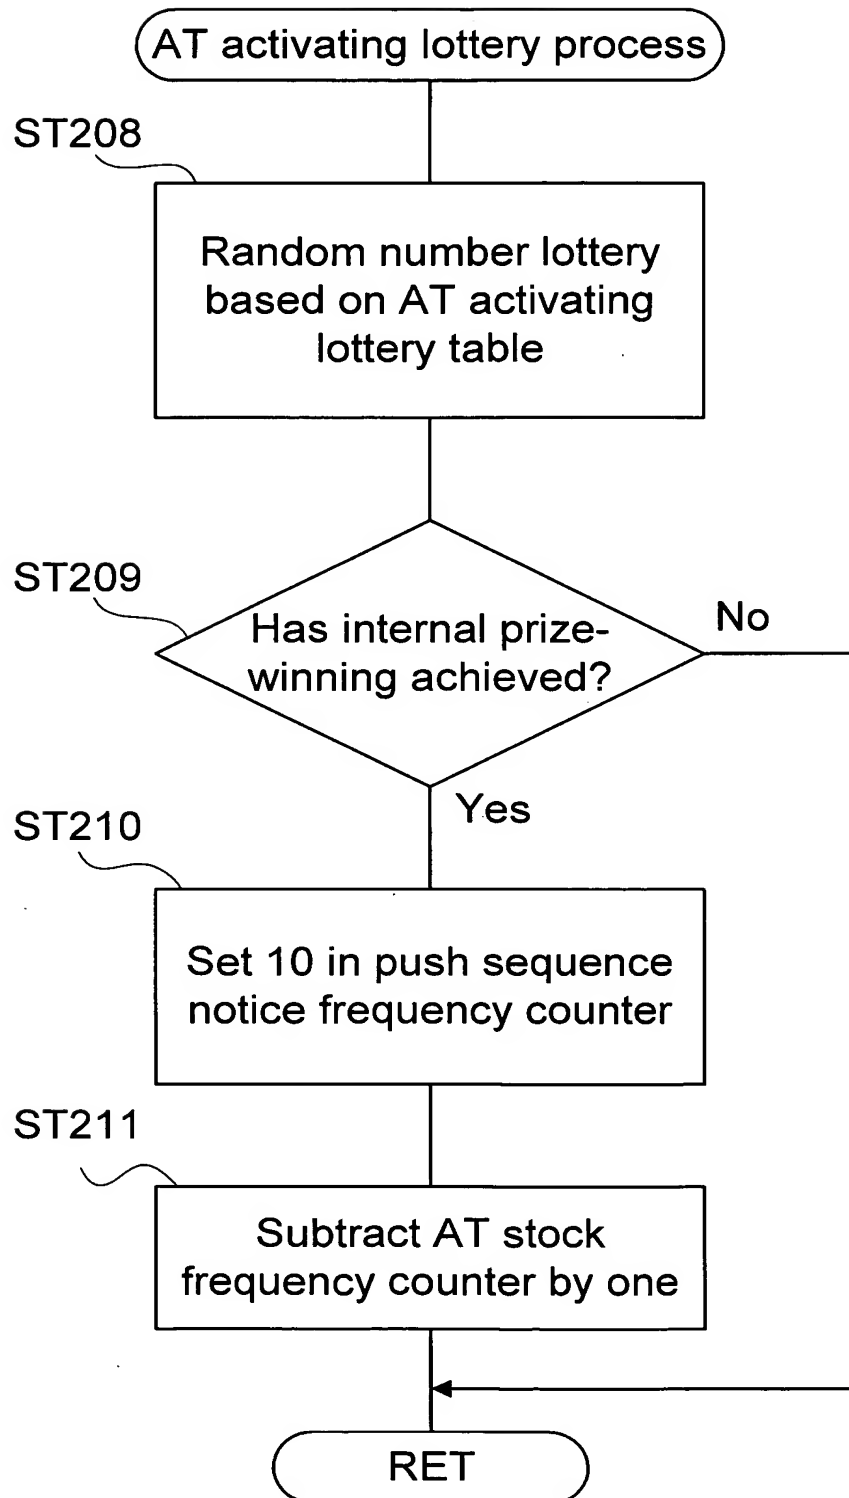 AT activating lottery process
ST208
Random number lottery
based on AT activating
lottery table
ST209
Has internal prize-
winning achieved?
No
Yes
ST210
Set 10 in push sequence
notice frequency counter
ST211
Subtract AT stock
frequency counter by one
RET